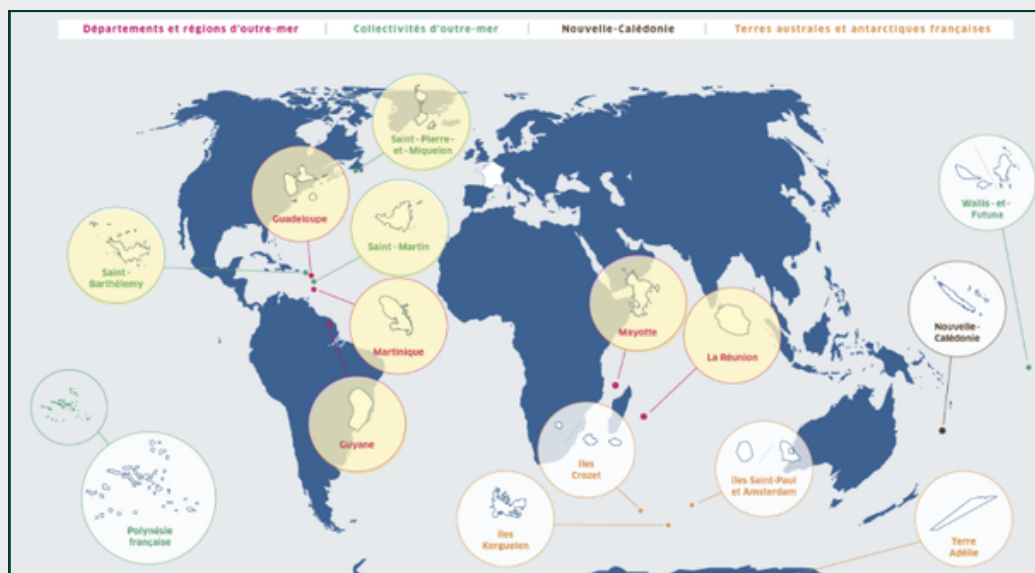 Départements et régions d'outre-mer | Collectivités d'outre-mer | Nouvelle-Calédonie | Terres australes et antarctiques françaises
Saint-Pierre-
et-Miquelon
Guadeloupe
Saint-Martin
Saint-
Barthélomy
Martinique
Guyane
Mayotte
La Réunion
Wallis-et-
Futuna
Nouvelle-
Calédonie
Polynésie
française
Îles
Crozet
Îles Saint-Paul
et Amsterdam
Îles
Kerguelen
Terre
Adélie